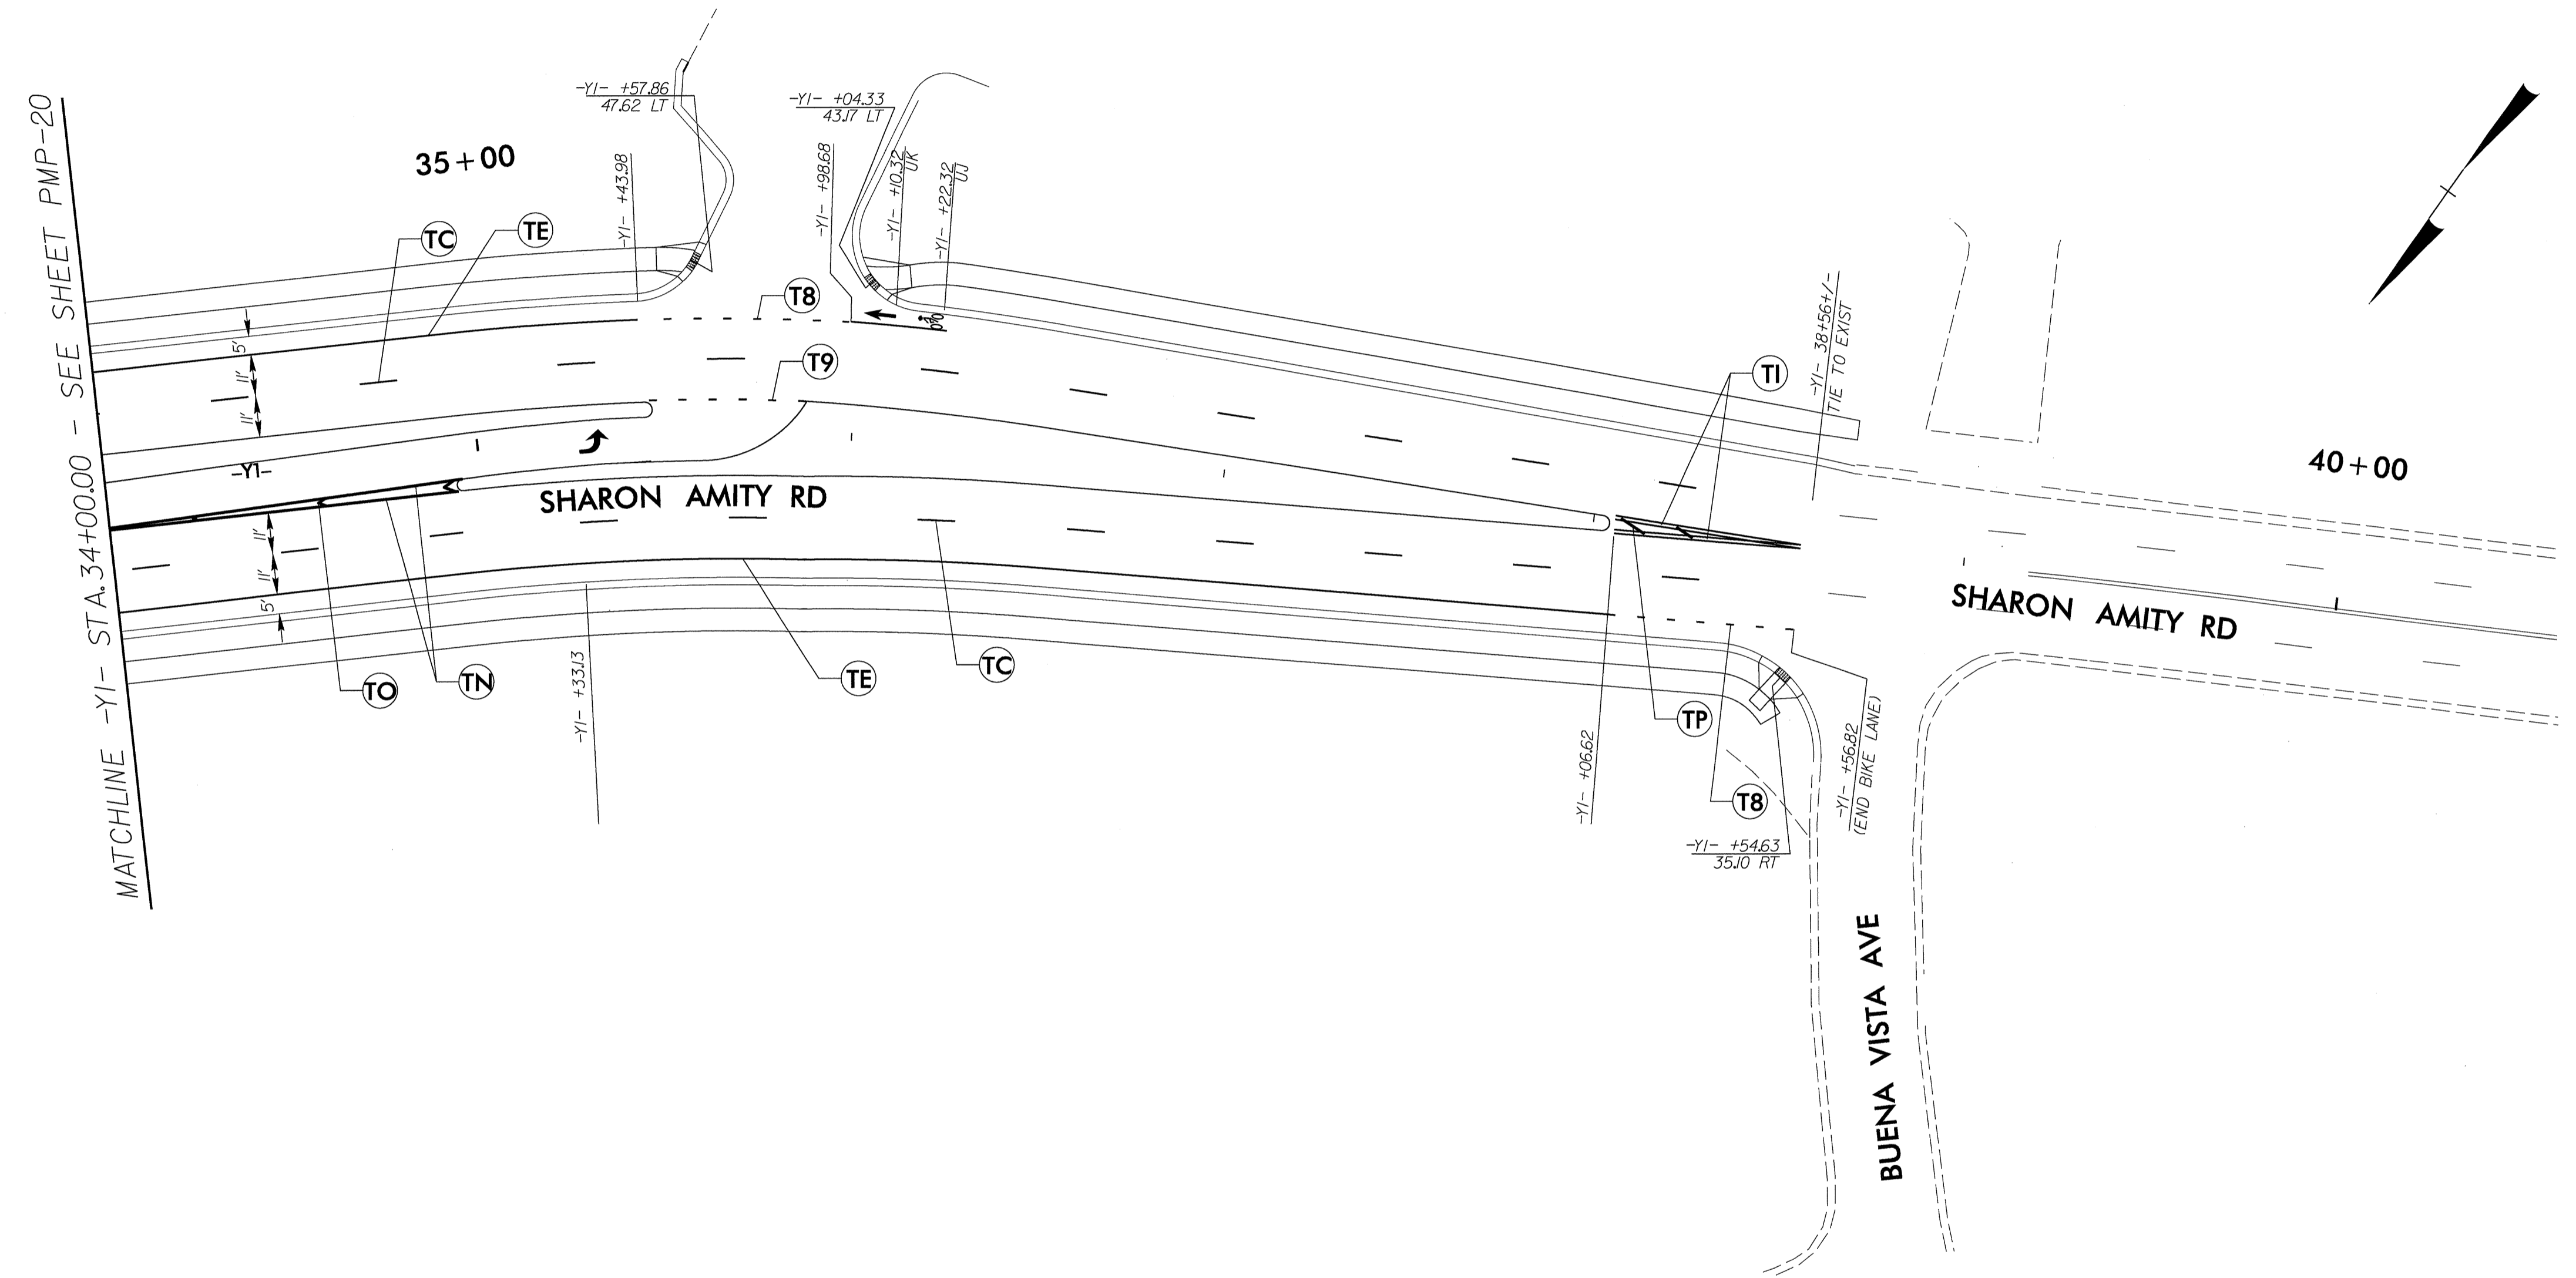 MATCHLINE -Y1- STA.34+00.00 - SEE SHEET PMP-20
35+00
-Y1- +57.86
47.62 LT
-Y1- +43.98
-Y1- +04.33
43.17 LT
-Y1- +98.68
-Y1- +10.32
UK
-Y1- +22.32
UJ
TC
TE
T8
T9
TI
-Y1- 38+56+/-
TIE TO EXIST
40+00
5'
11'
11'
-Y1-
SHARON AMITY RD
11'
11'
5'
SHARON AMITY RD
TO
TN
-Y1- +33.13
TE
TC
-Y1- +06.62
TP
T8
-Y1- +54.63
35.10 RT
-Y1- +56.82
(END BIKE LANE)
BUENA VISTA AVE